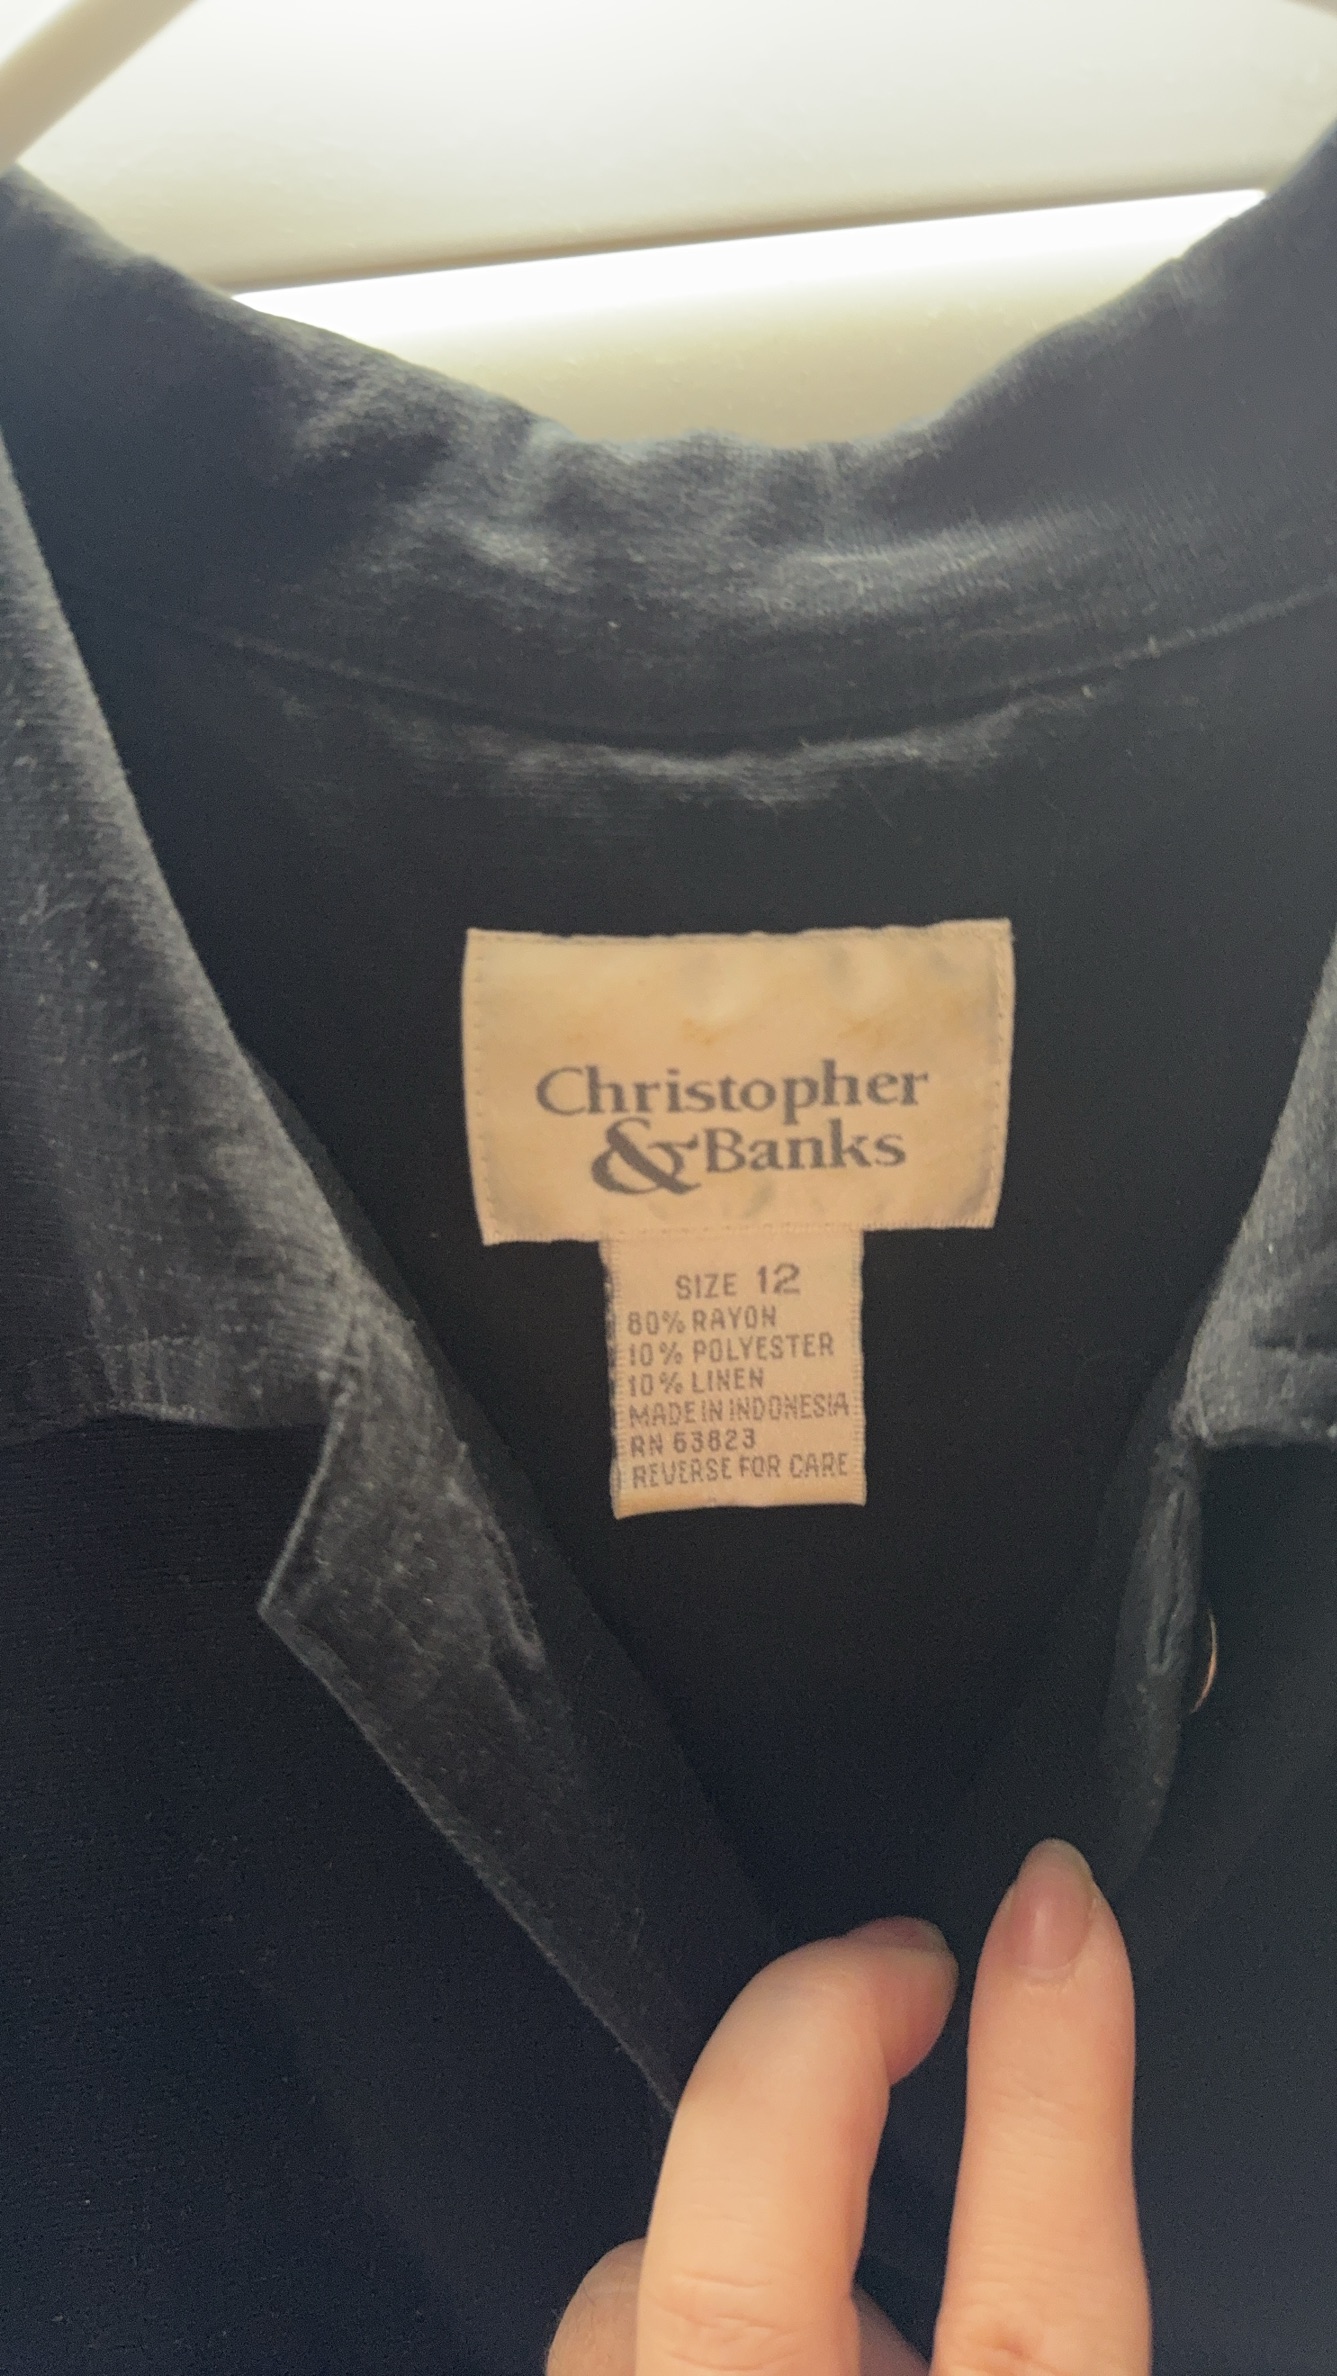 Christopher
& Banks
SIZE 12
80% RAYON
10% POLYESTER
10% LINEN
MADE IN INDONESIA
RN 63823
REVERSE FOR CARE